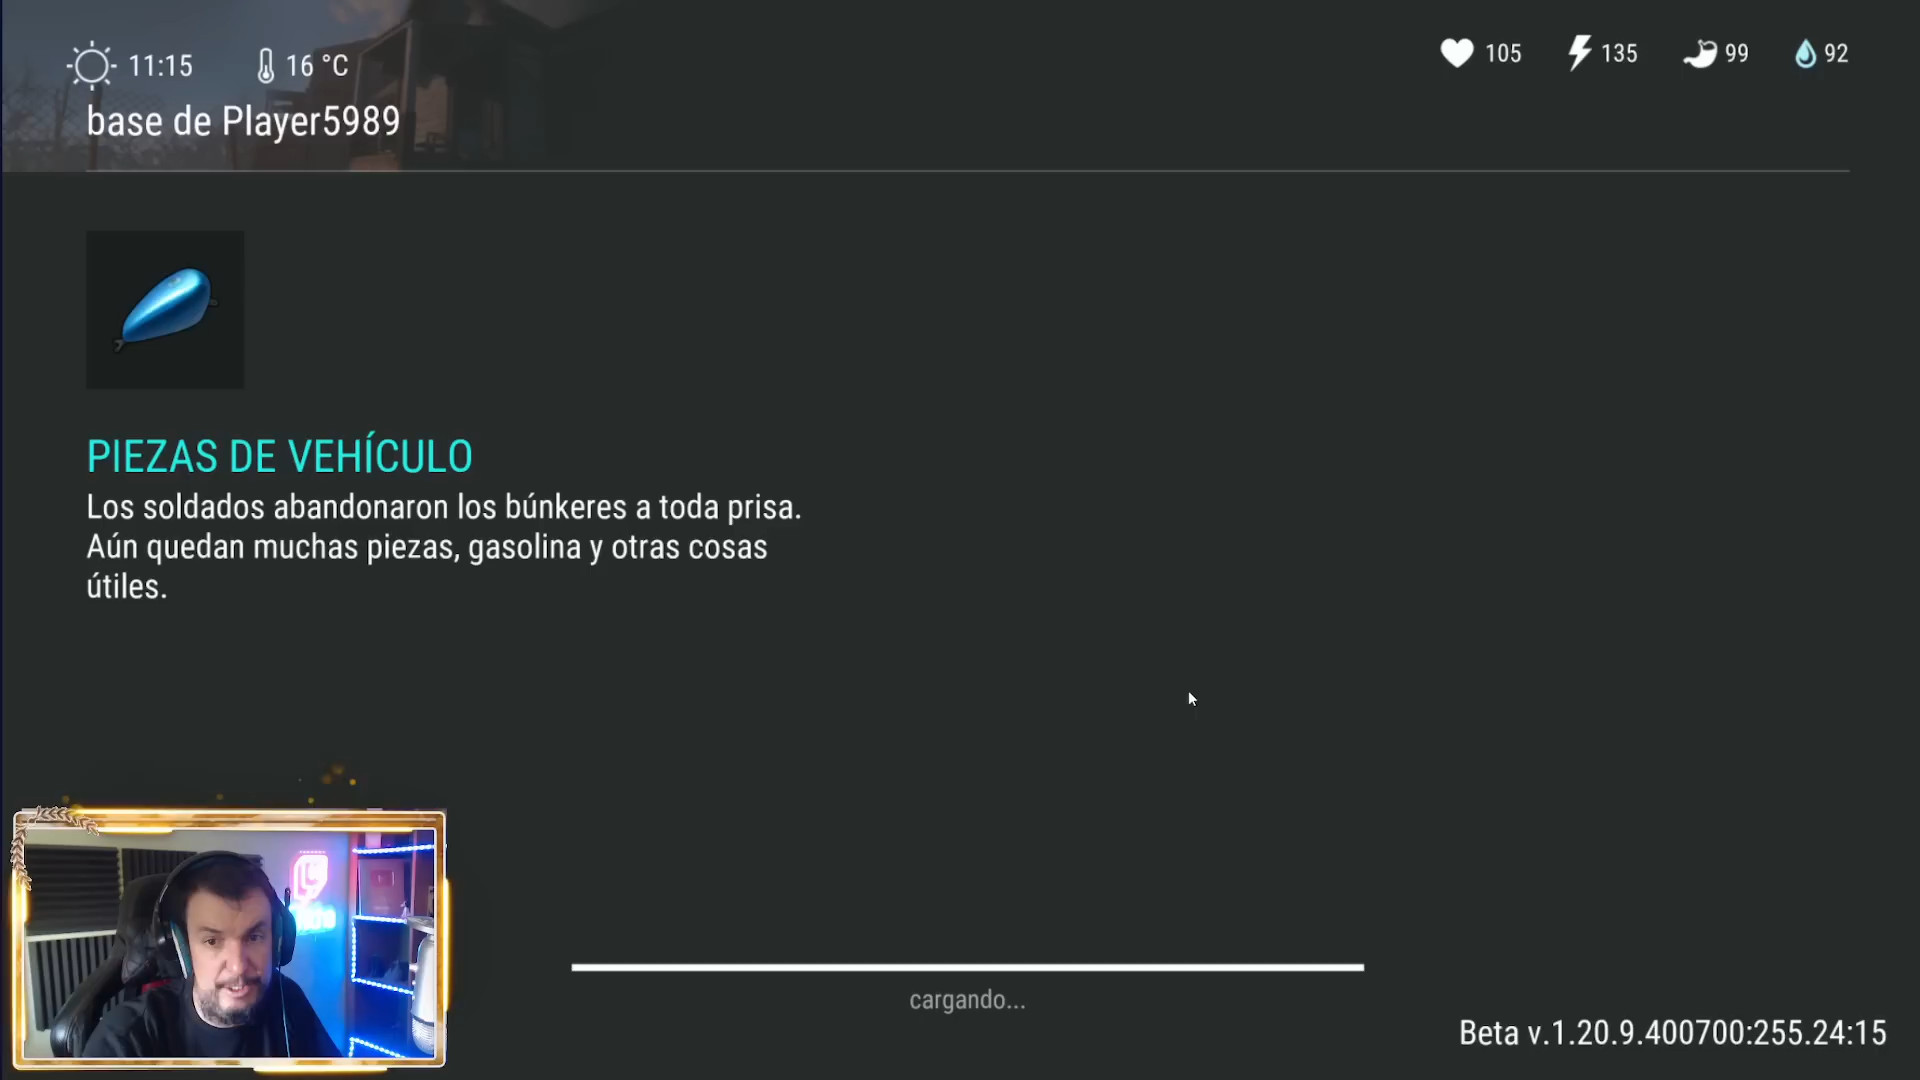 11:15
16 °C
105
135
99
92
base de Player5989
PIEZAS DE VEHÍCULO
Los soldados abandonaron los búnkeres a toda prisa.
Aún quedan muchas piezas, gasolina y otras cosas
útiles.
cargando...
Beta v.1.20.9.400700:255.24:15